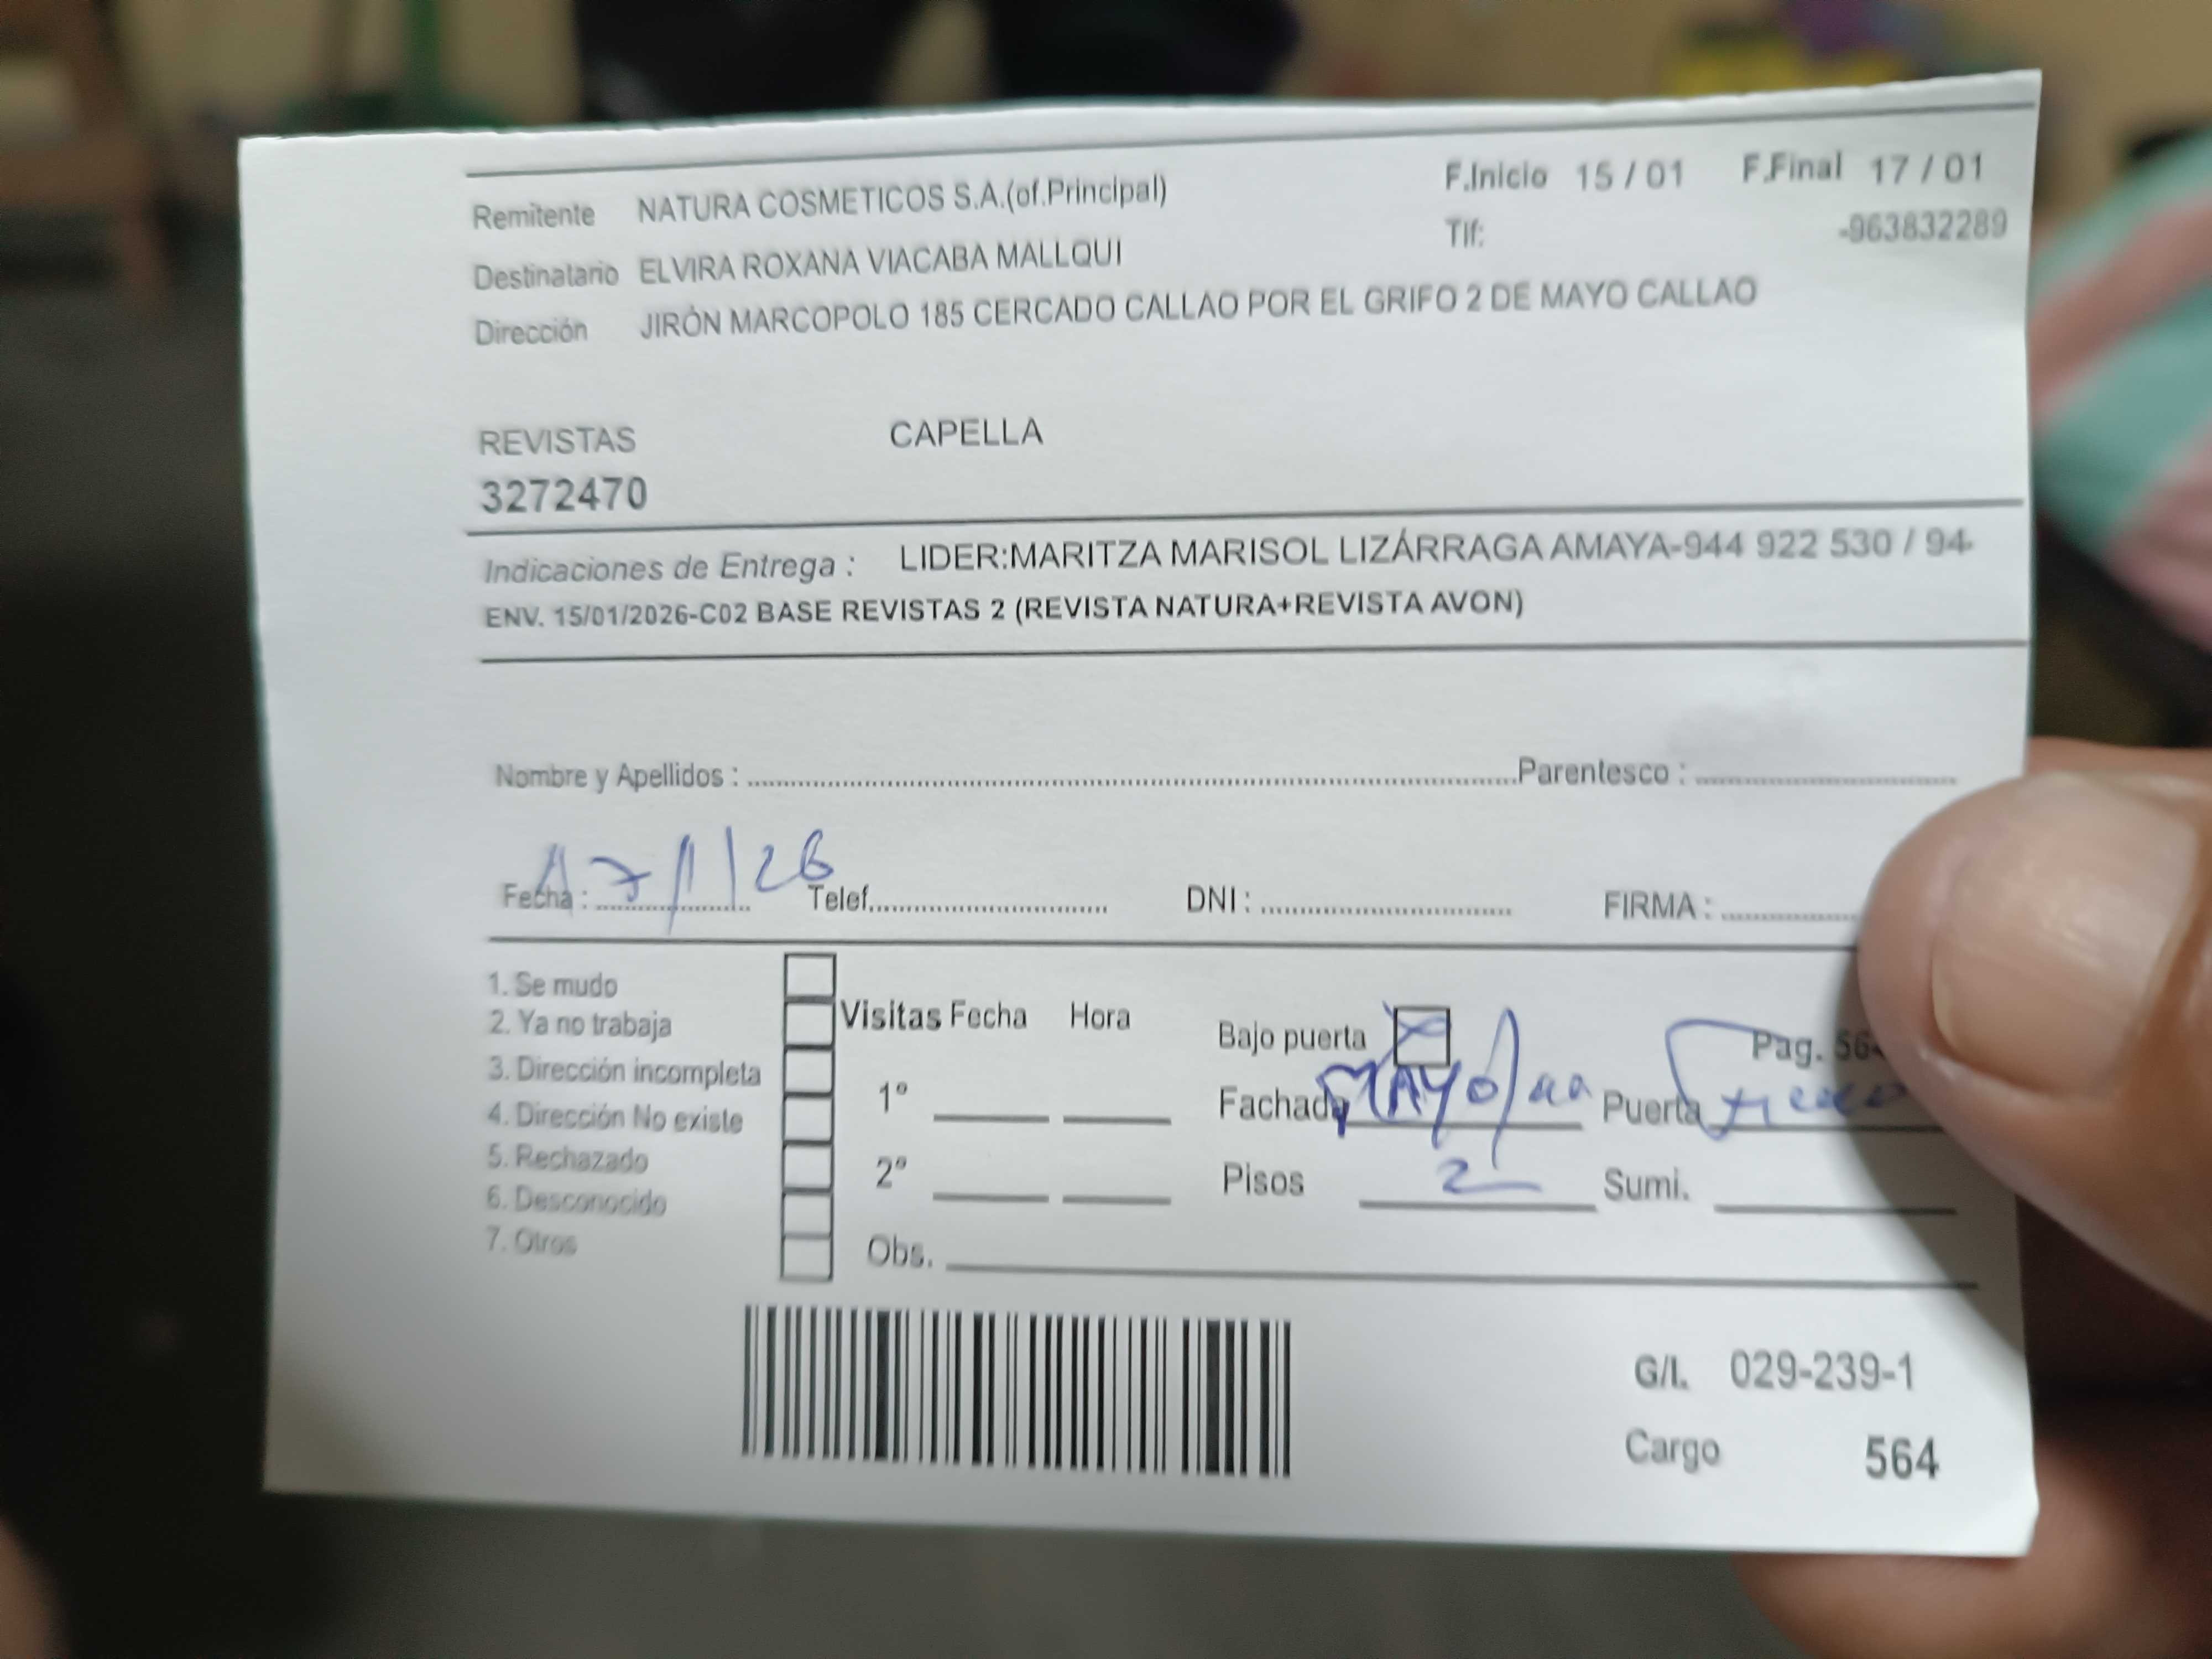 Remitente NATURA COSMETICOS S.A.(of.Principal) F.Inicio 15 / 01 F.Final 17 / 01
Tlf: -963832289
Destinatario ELVIRA ROXANA VIACABA MALLQUI
Dirección JIRÓN MARCOPOLO 185 CERCADO CALLAO POR EL GRIFO 2 DE MAYO CALLAO
REVISTAS CAPELLA
3272470
Indicaciones de Entrega : LIDER:MARITZA MARISOL LIZÁRRAGA AMAYA-944 922 530 / 94-
ENV. 15/01/2026-C02 BASE REVISTAS 2 (REVISTA NATURA+REVISTA AVON)
Nombre y Apellidos : Parentesco :
Fecha : 17/1/26 Telef. DNI : FIRMA :
1. Se mudo
2. Ya no trabaja
3. Dirección incompleta
4. Dirección No existe
5. Rechazado
6. Desconocido
7. Otros
Visitas Fecha Hora
1º
2º
Obs.
Bajo puerta Pag. 564
Fachada Puerta
Pisos 2 Sumi.
G/I. 029-239-1
Cargo 564